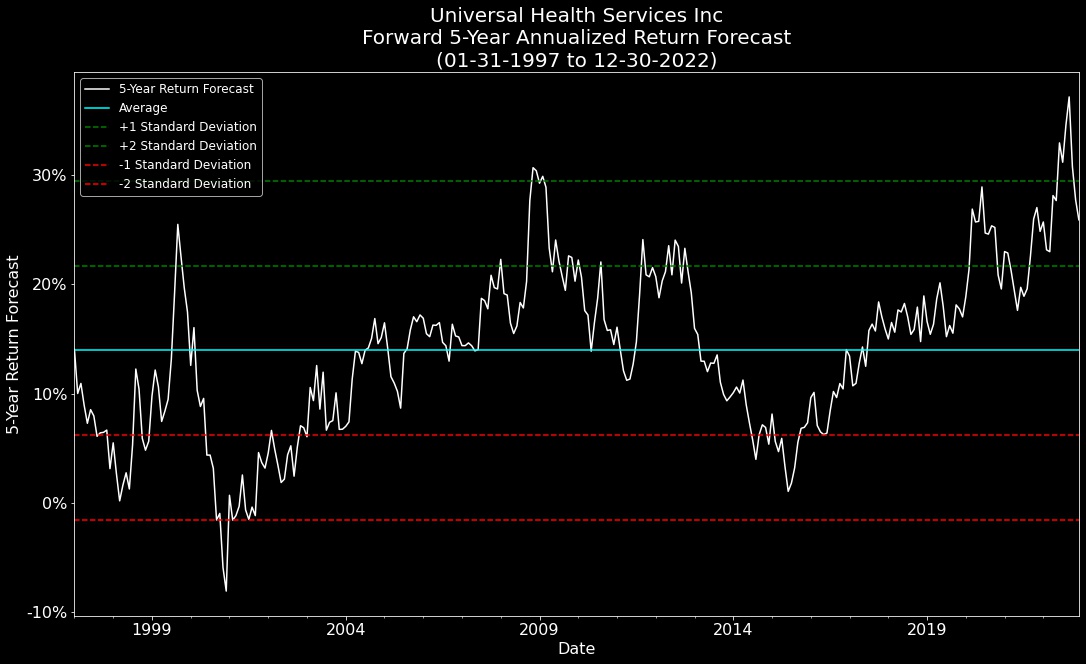 Universal Health Services Inc
Forward 5-Year Annualized Return Forecast
(01-31-1997 to 12-30-2022)
5-Year Return Forecast
Average
+1 Standard Deviation
+2 Standard Deviation
-1 Standard Deviation
-2 Standard Deviation
5-Year Return Forecast
30%
20%
10%
0%
-10%
1999
2004
2009
2014
2019
Date